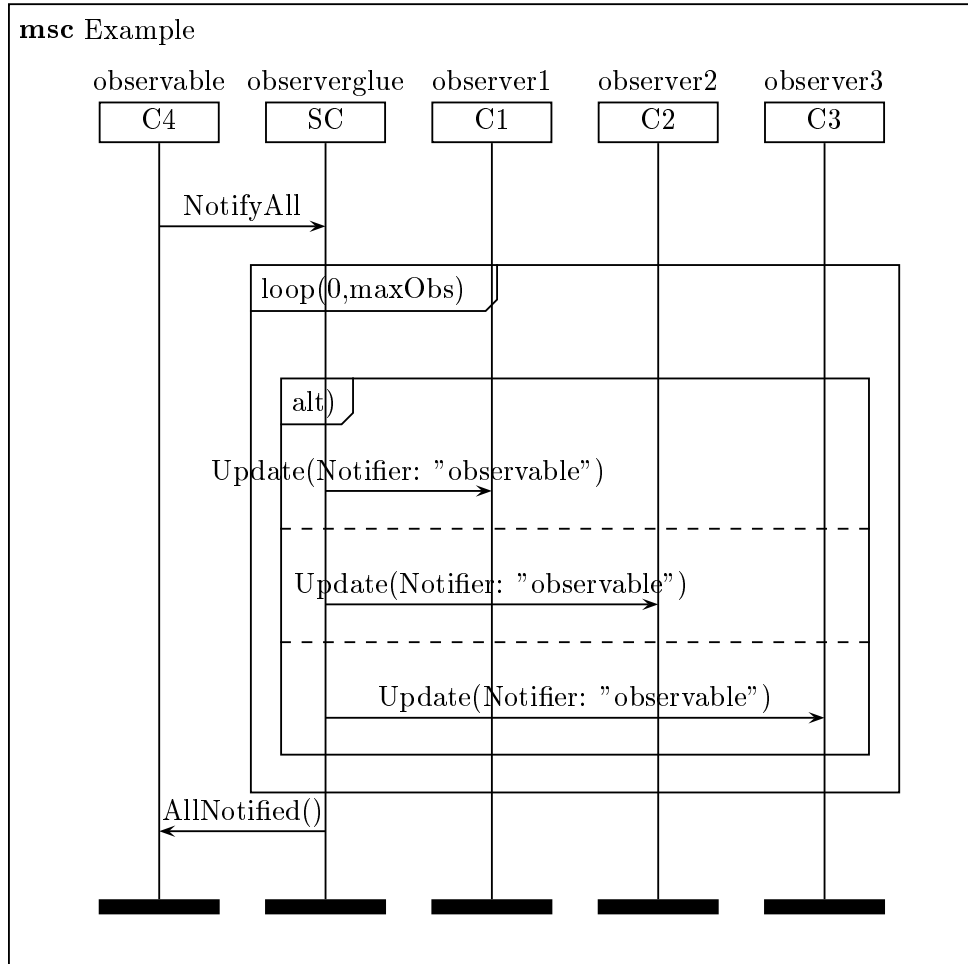 msc Example
observable observerglue observer1 observer2 observer3
C4 SC C1 C2 C3
NotifyAll
loop(0,maxObs)
alt)
Update(Notifier: ”observable”)
Update(Notifier: ”observable”)
Update(Notifier: ”observable”)
AllNotified()